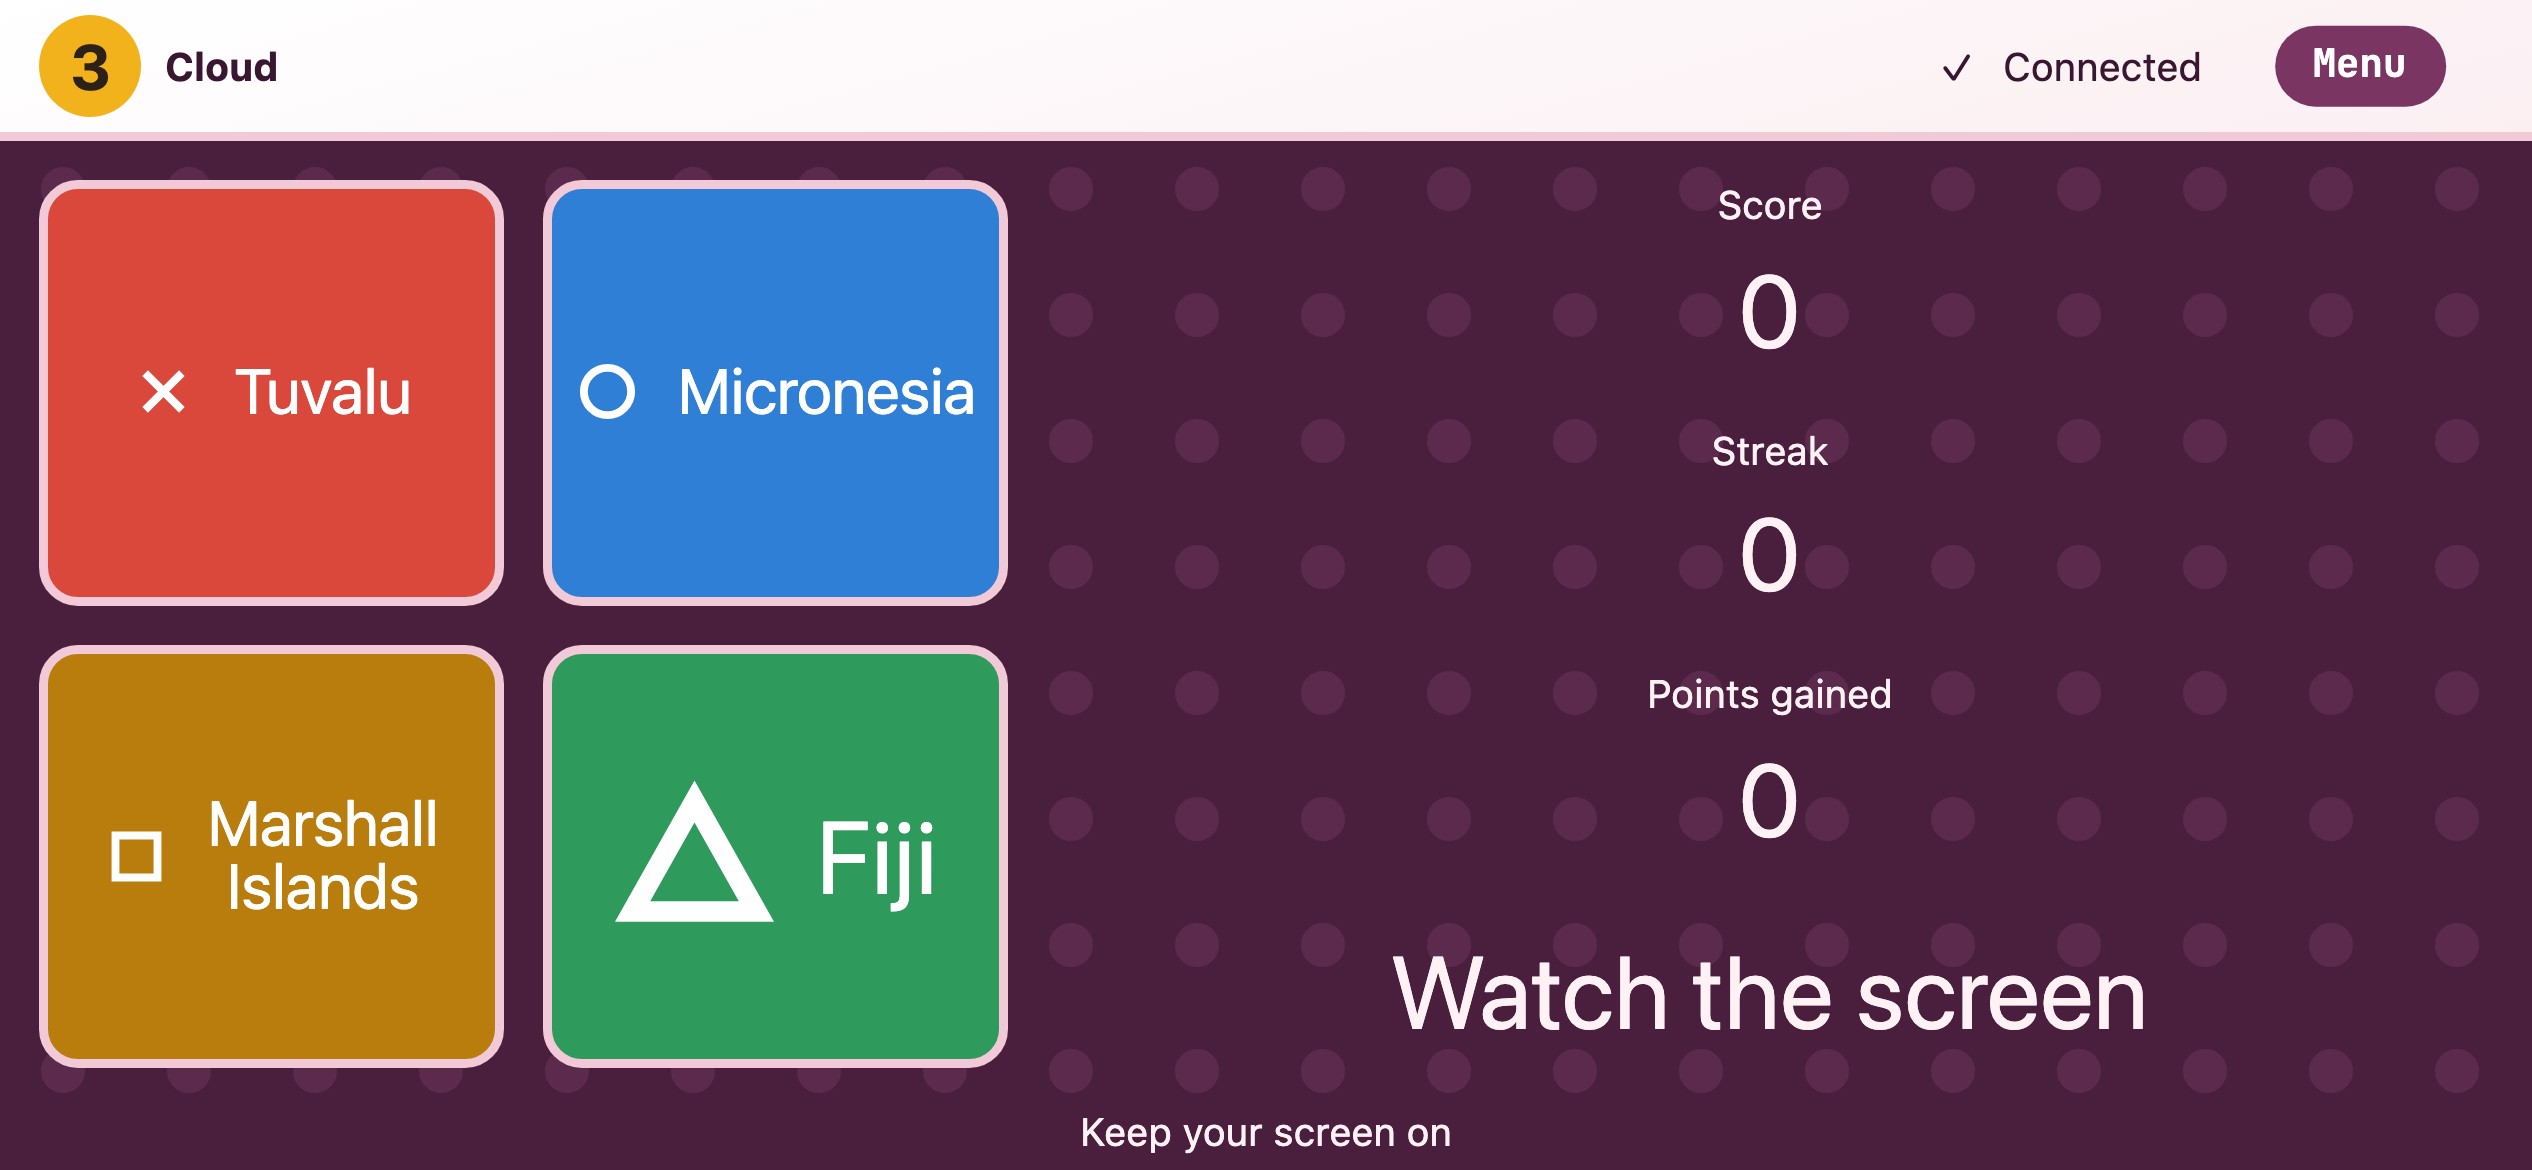 3
Cloud
Connected
Menu
Tuvalu
Micronesia
Marshall
Islands
Fiji
Score
0
Streak
0
Points gained
0
Watch the screen
Keep your screen on